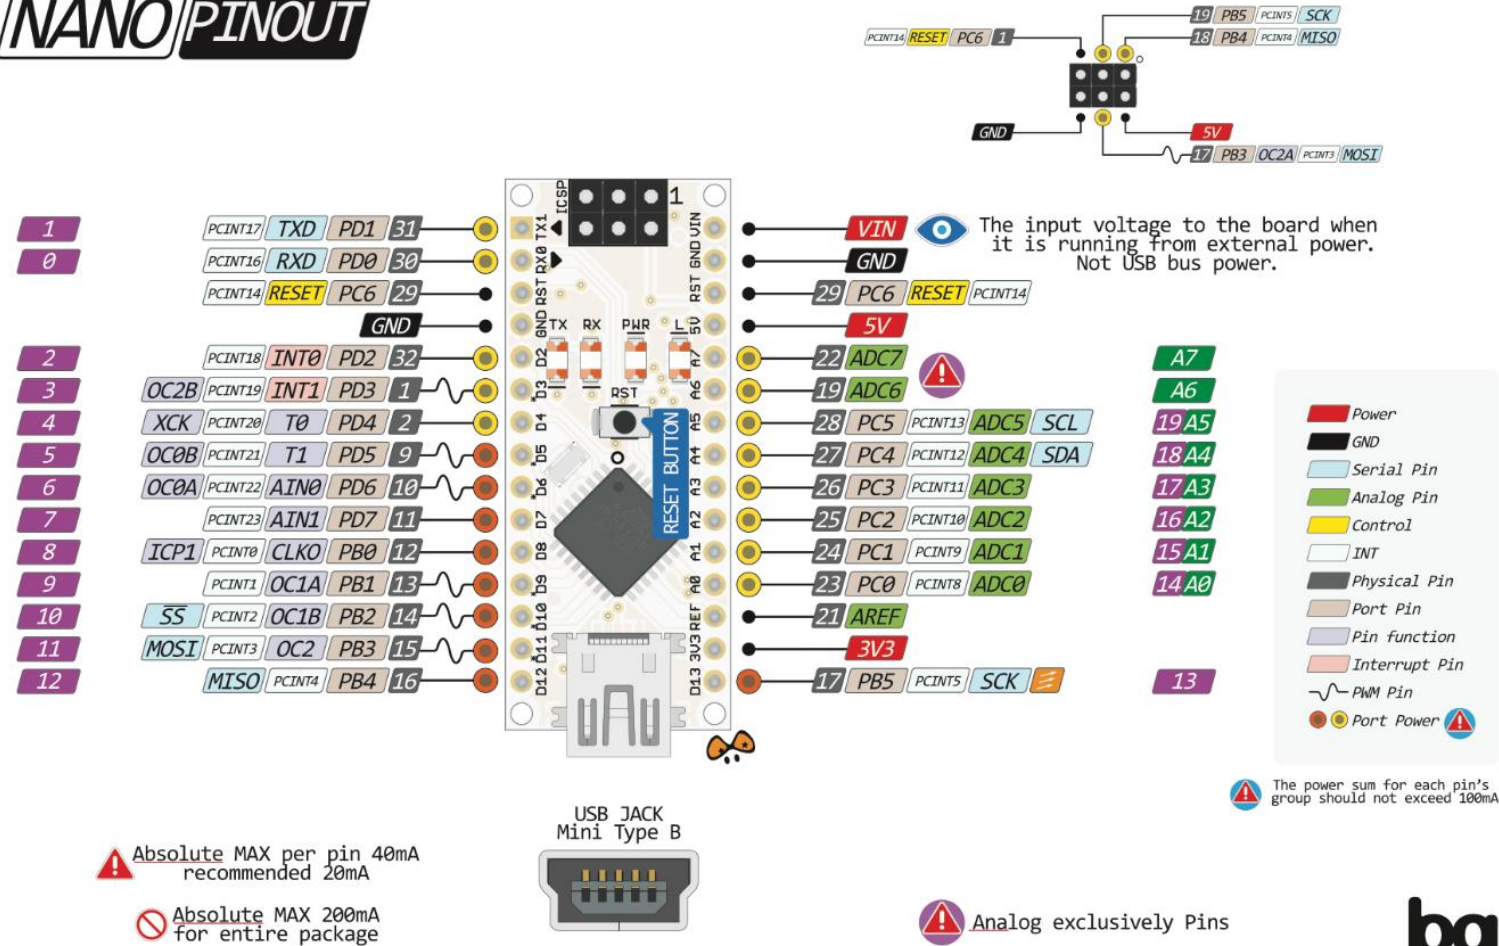 NANO PINOUT
19 PB5 PCINT5 SCK
PCINT14 RESET PC6 1
18 PB4 PCINT4 MISO
GND
5V
17 PB3 OC2A PCINT3 MOSI
1 PCINT17 TXD PD1 31
0 PCINT16 RXD PD0 30
PCINT14 RESET PC6 29
GND
2 PCINT18 INT0 PD2 32
3 OC2B PCINT19 INT1 PD3 1
4 XCK PCINT20 T0 PD4 2
5 OC0B PCINT21 T1 PD5 9
6 OC0A PCINT22 AIN0 PD6 10
7 PCINT23 AIN1 PD7 11
8 ICP1 PCINT0 CLKO PB0 12
9 PCINT1 OC1A PB1 13
10 SS PCINT2 OC1B PB2 14
11 MOSI PCINT3 OC2 PB3 15
12 MISO PCINT4 PB4 16
ICSP
1
TX1
RX0
RST
GND
D2
D3
D4
D5
D6
D7
D8
D9
D10
D11
D12
TX RX PWR L
RST
RESET BUTTON
VIN
GND
RST
5V
A7
A6
A5
A4
A3
A2
A1
A0
REF
3V3
D13
VIN
The input voltage to the board when
it is running from external power.
Not USB bus power.
GND
29 PC6 RESET PCINT14
5V
22 ADC7 A7
19 ADC6 A6
28 PC5 PCINT13 ADC5 SCL 19 A5
27 PC4 PCINT12 ADC4 SDA 18 A4
26 PC3 PCINT11 ADC3 17 A3
25 PC2 PCINT10 ADC2 16 A2
24 PC1 PCINT9 ADC1 15 A1
23 PC0 PCINT8 ADC0 14 A0
21 AREF
3V3
17 PB5 PCINT5 SCK 13
Power
GND
Serial Pin
Analog Pin
Control
INT
Physical Pin
Port Pin
Pin function
Interrupt Pin
PWM Pin
Port Power
The power sum for each pin's
group should not exceed 100mA
USB JACK
Mini Type B
Absolute MAX per pin 40mA
recommended 20mA
Absolute MAX 200mA
for entire package
Analog exclusively Pins
bq